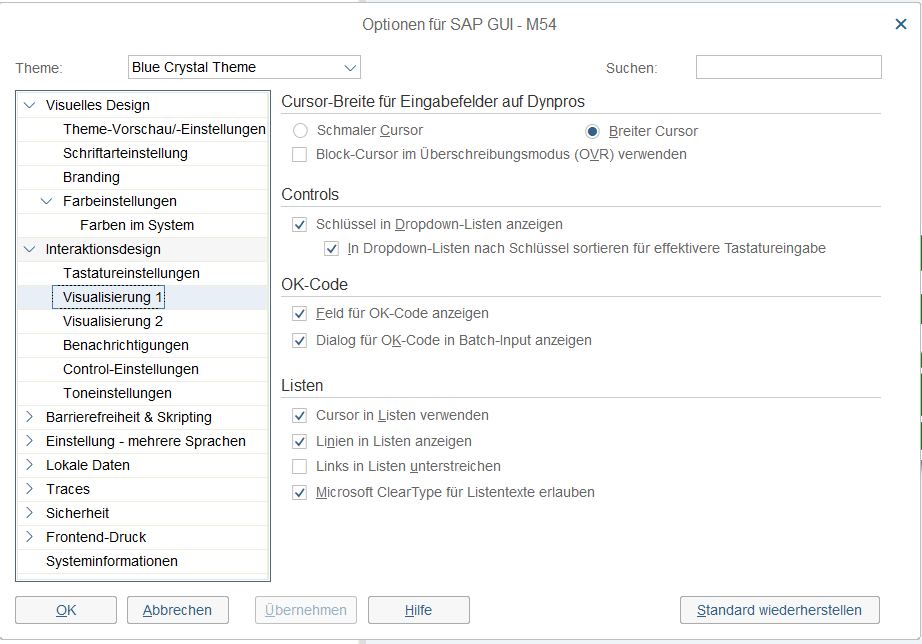 Optionen für SAP GUI - M54
Theme:
Blue Crystal Theme
Suchen:
Visuelles Design
Theme-Vorschau/-Einstellungen
Schriftarteinstellung
Branding
Farbeinstellungen
Farben im System
Interaktionsdesign
Tastatureinstellungen
Visualisierung 1
Visualisierung 2
Benachrichtigungen
Control-Einstellungen
Toneinstellungen
Barrierefreiheit & Skripting
Einstellung - mehrere Sprachen
Lokale Daten
Traces
Sicherheit
Frontend-Druck
Systeminformationen
Cursor-Breite für Eingabefelder auf Dynpros
Schmaler Cursor
Breiter Cursor
Block-Cursor im Überschreibungsmodus (OVR) verwenden
Controls
Schlüssel in Dropdown-Listen anzeigen
In Dropdown-Listen nach Schlüssel sortieren für effektivere Tastatureingabe
OK-Code
Feld für OK-Code anzeigen
Dialog für OK-Code in Batch-Input anzeigen
Listen
Cursor in Listen verwenden
Linien in Listen anzeigen
Links in Listen unterstreichen
Microsoft ClearType für Listentexte erlauben
OK
Abbrechen
Übernehmen
Hilfe
Standard wiederherstellen